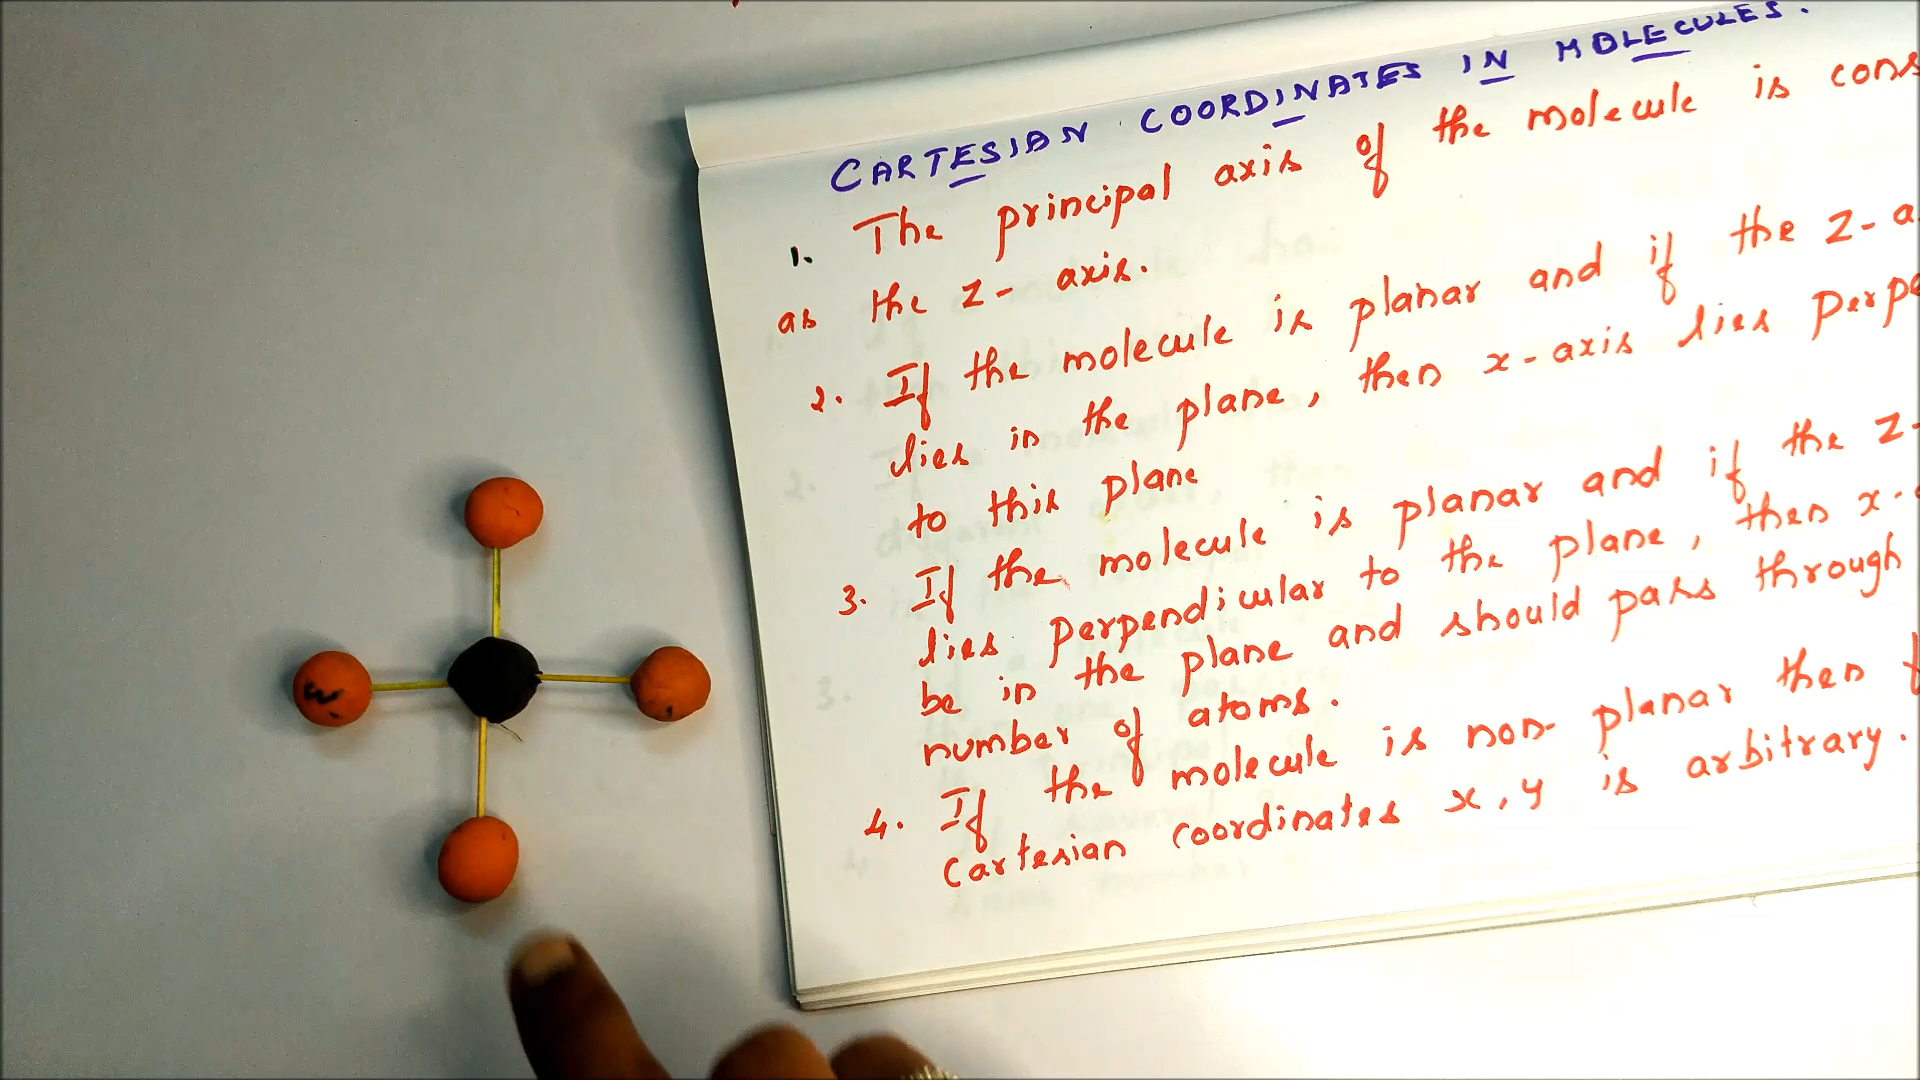 CARTESIAN COORDINATES IN MOLECULES.
1. The principal axis of the molecule is cons
as the z- axis.
2. If the molecule is planar and if the z-a
lies in the plane, then x-axis lies perpe
to this plane
3. If the molecule is planar and if the z-
lies perpendicular to the plane, then x-
be in the plane and should pass through
number of atoms.
4. If the molecule is non-planar then t
Cartesian coordinates x, y is arbitrary.